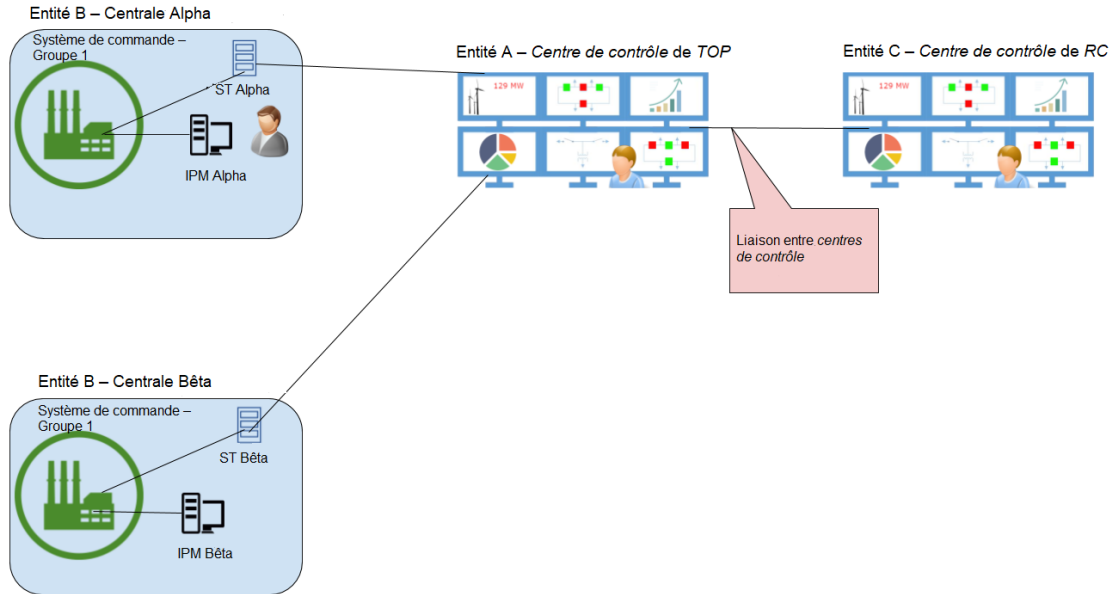 Entité B – Centrale Alpha
Système de commande –
Groupe 1
ST Alpha
IPM Alpha
Entité A – Centre de contrôle de TOP
129 MW
Entité C – Centre de contrôle de RC
129 MW
Liaison entre centres
de contrôle
Entité B – Centrale Bêta
Système de commande –
Groupe 1
ST Bêta
IPM Bêta